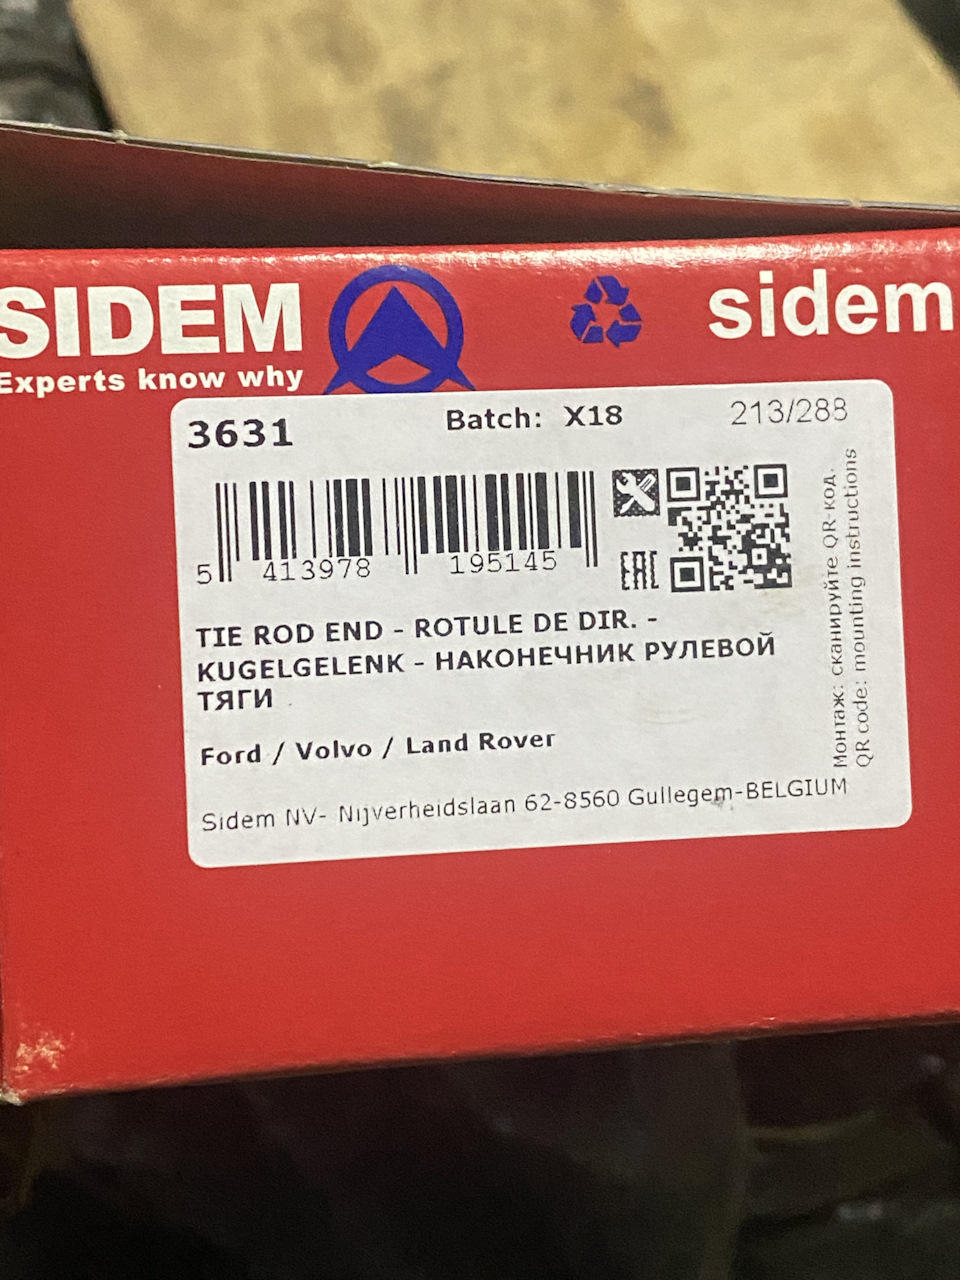 SIDEM
Experts know why
sidem
3631
Batch: X18
213/288
5 413978 195145
EAC
TIE ROD END - ROTULE DE DIR. -
KUGELGELENK - НАКОНЕЧНИК РУЛЕВОЙ
ТЯГИ
Ford / Volvo / Land Rover
Sidem NV- Nijverheidslaan 62-8560 Gullegem-BELGIUM
Монтаж: сканируйте QR-код.
QR code: mounting instructions